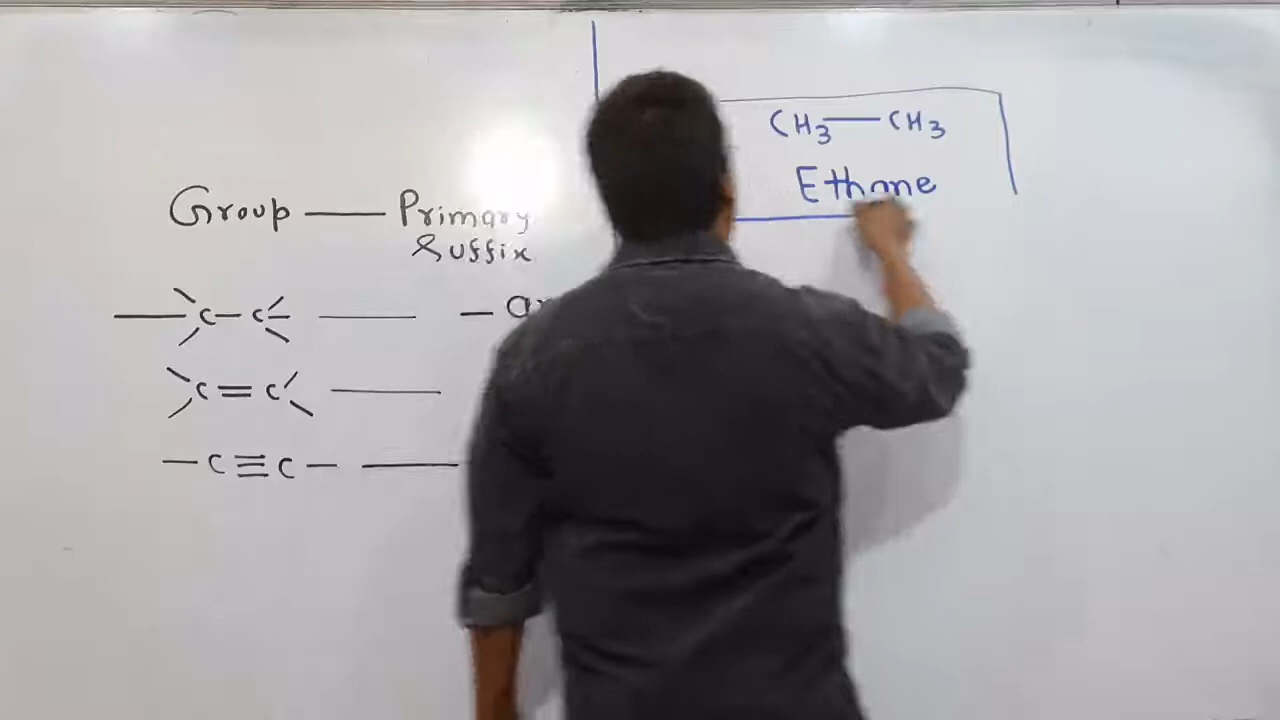 Group — Primary
Suffix
C–C —
C=C —
–C≡C– —
CH3—CH3
Ethane